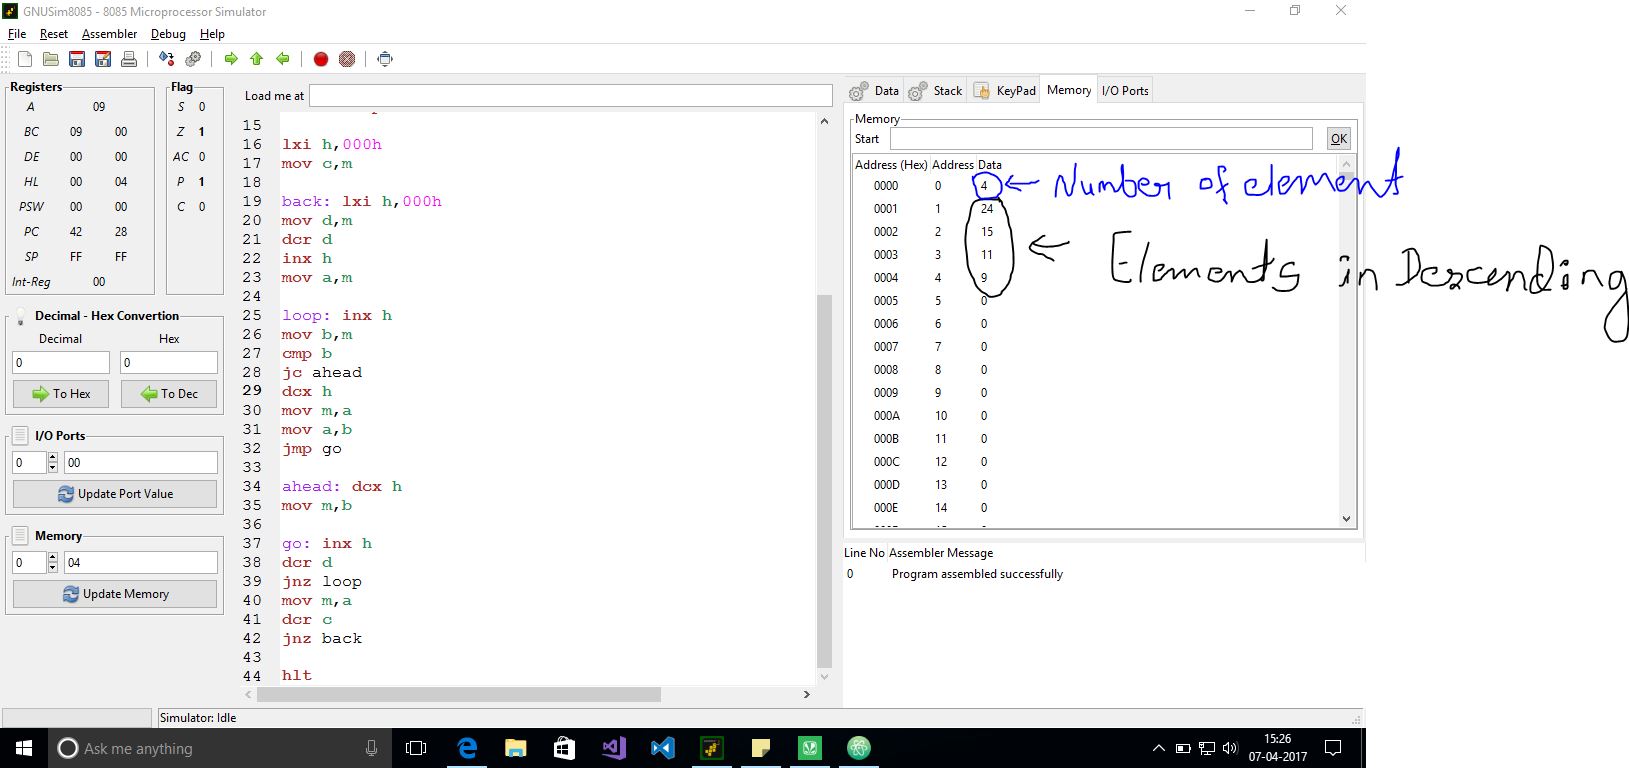 GNUSim8085 - 8085 Microprocessor Simulator
File Reset Assembler Debug Help
Registers
A 09
BC 09 00
DE 00 00
HL 00 04
PSW 00 00
PC 42 28
SP FF FF
Int-Reg 00
Flag
S 0
Z 1
AC 0
P 1
C 0
Decimal - Hex Convertion
Decimal Hex
0 0
To Hex To Dec
I/O Ports
0 00
Update Port Value
Memory
0 04
Update Memory
Load me at
15
16 lxi h,000h
17 mov c,m
18
19 back: lxi h,000h
20 mov d,m
21 dcr d
22 inx h
23 mov a,m
24
25 loop: inx h
26 mov b,m
27 cmp b
28 jc ahead
29 dcx h
30 mov m,a
31 mov a,b
32 jmp go
33
34 ahead: dcx h
35 mov m,b
36
37 go: inx h
38 dcr d
39 jnz loop
40 mov m,a
41 dcr c
42 jnz back
43
44 hlt
Data Stack KeyPad Memory I/O Ports
Memory
Start OK
Address (Hex) Address Data
0000 0 4
0001 1 24
0002 2 15
0003 3 11
0004 4 9
0005 5 0
0006 6 0
0007 7 0
0008 8 0
0009 9 0
000A 10 0
000B 11 0
000C 12 0
000D 13 0
000E 14 0
Number of element
Elements in Descending
Line No Assembler Message
0 Program assembled successfully
Simulator: Idle
Ask me anything
15:26
07-04-2017